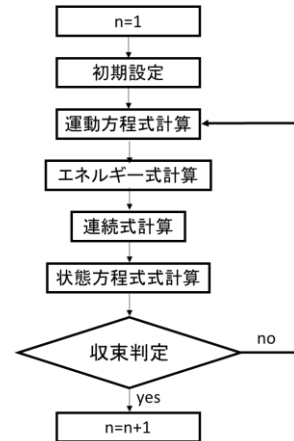 n=1
初期設定
運動方程式計算
エネルギー式計算
連続式計算
状態方程式式計算
収束判定
no
yes
n=n+1